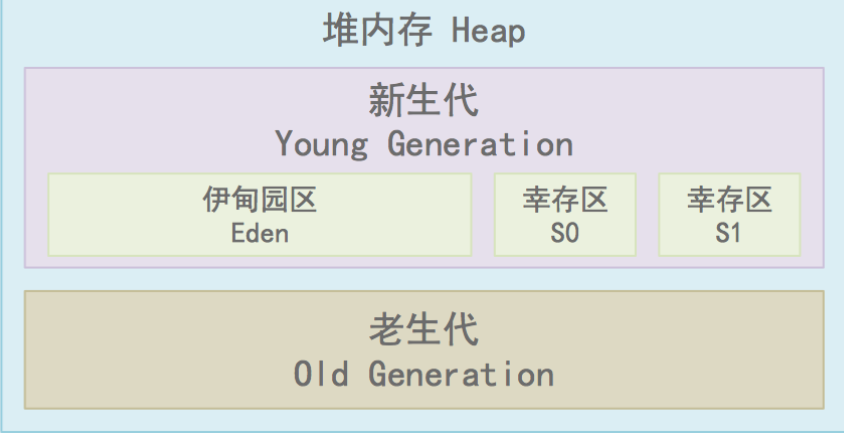 堆内存 Heap
新生代
Young Generation
伊甸园区
Eden
幸存区
S0
幸存区
S1
老生代
Old Generation